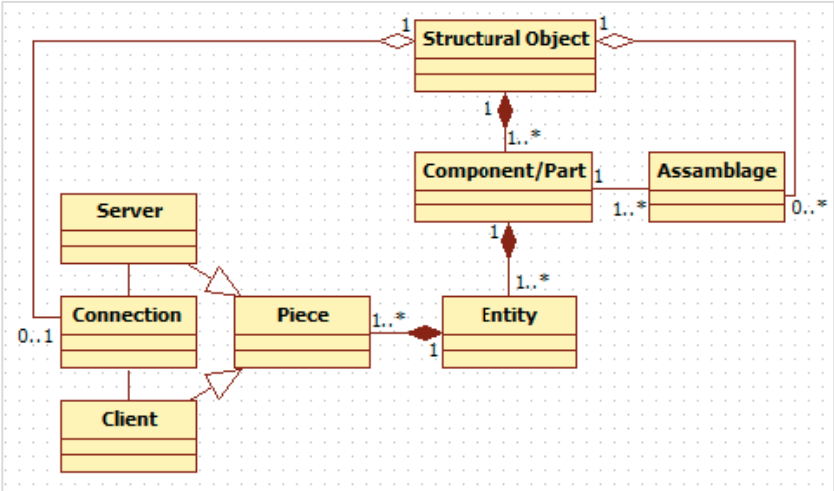 1
Structural Object
1
1
1..*
Component/Part
1
1..*
Assamblage
0..*
Server
1
1..*
Connection
0..1
Piece
1..*
1
Entity
Client